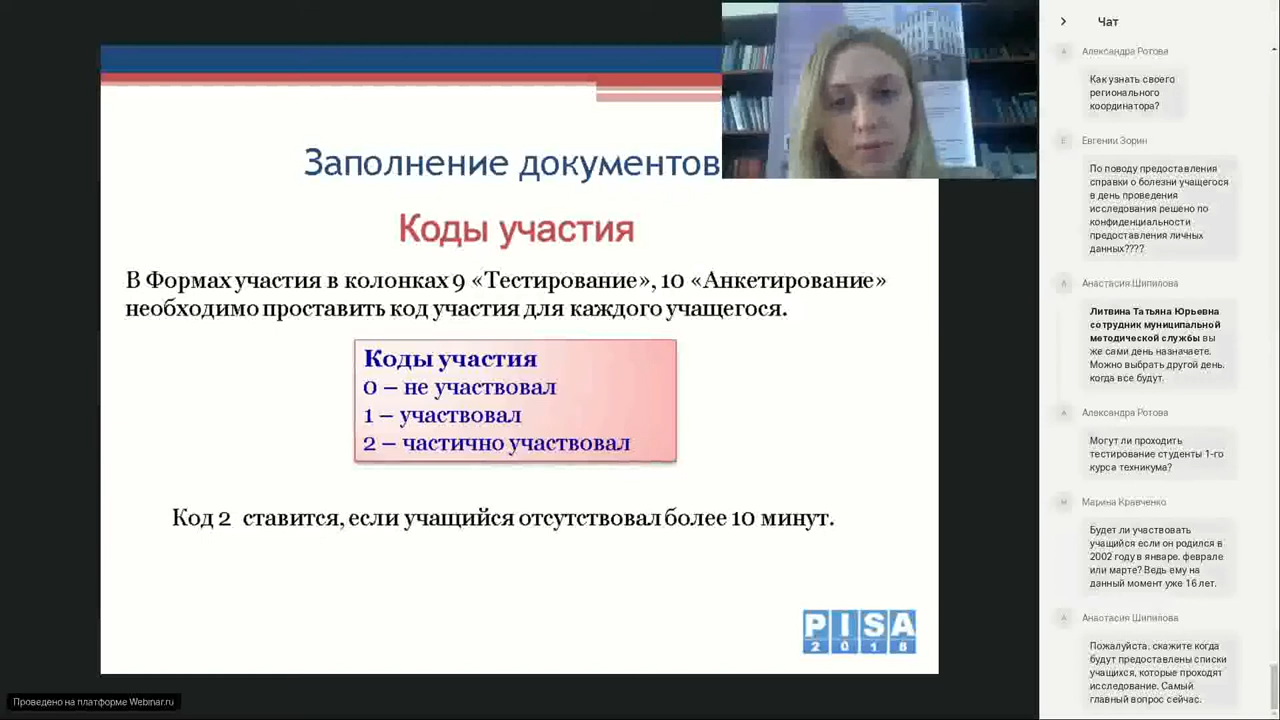 Заполнение документов
Коды участия
В Формах участия в колонках 9 «Тестирование», 10 «Анкетирование»
необходимо проставить код участия для каждого учащегося.
Коды участия
0 – не участвовал
1 – участвовал
2 – частично участвовал
Код 2 ставится, если учащийся отсутствовал более 10 минут.
PISA
2018
Проведено на платформе Webinar.ru
Чат
А
Александра Ротова
Как узнать своего
регионального
координатора?
Е
Евгении Зорин
По поводу предоставления
справки о болезни учащегося
в день проведения
исследования решено по
конфиденциальности
предоставления личных
данных????
А
Анастасия Шипилова
Литвина Татьяна Юрьевна
сотрудник муниципальной
методической службы вы
же сами день назначаете.
Можно выбрать другой день.
когда все будут.
А
Александра Ротова
Могут ли проходить
тестирование студенты 1-го
курса техникума?
М
Марина Кравченко
Будет ли участвовать
учащийся если он родился в
2002 году в январе. феврале
или марте? Ведь ему на
данный момент уже 16 лет.
А
Анастасия Шипилова
Пожалуйста, скажите когда
будут предоставлены списки
учащихся, которые проходят
исследование. Самый
главный вопрос сейчас.